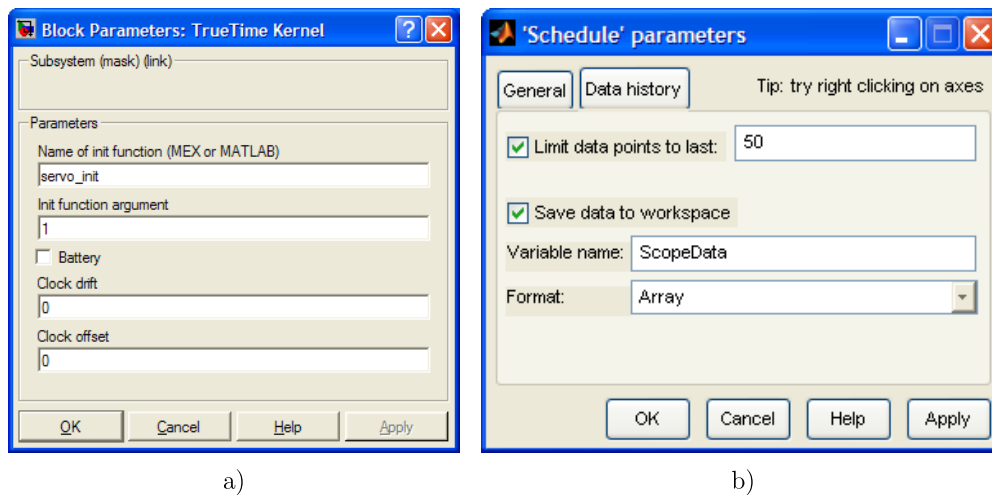 Block Parameters: TrueTime Kernel
Subsystem (mask) (link)
Parameters
Name of init function (MEX or MATLAB)
servo_init
Init function argument
1
Battery
Clock drift
0
Clock offset
0
OK Cancel Help Apply
a)
'Schedule' parameters
General Data history Tip: try right clicking on axes
Limit data points to last: 50
Save data to workspace
Variable name: ScopeData
Format: Array
OK Cancel Help Apply
b)